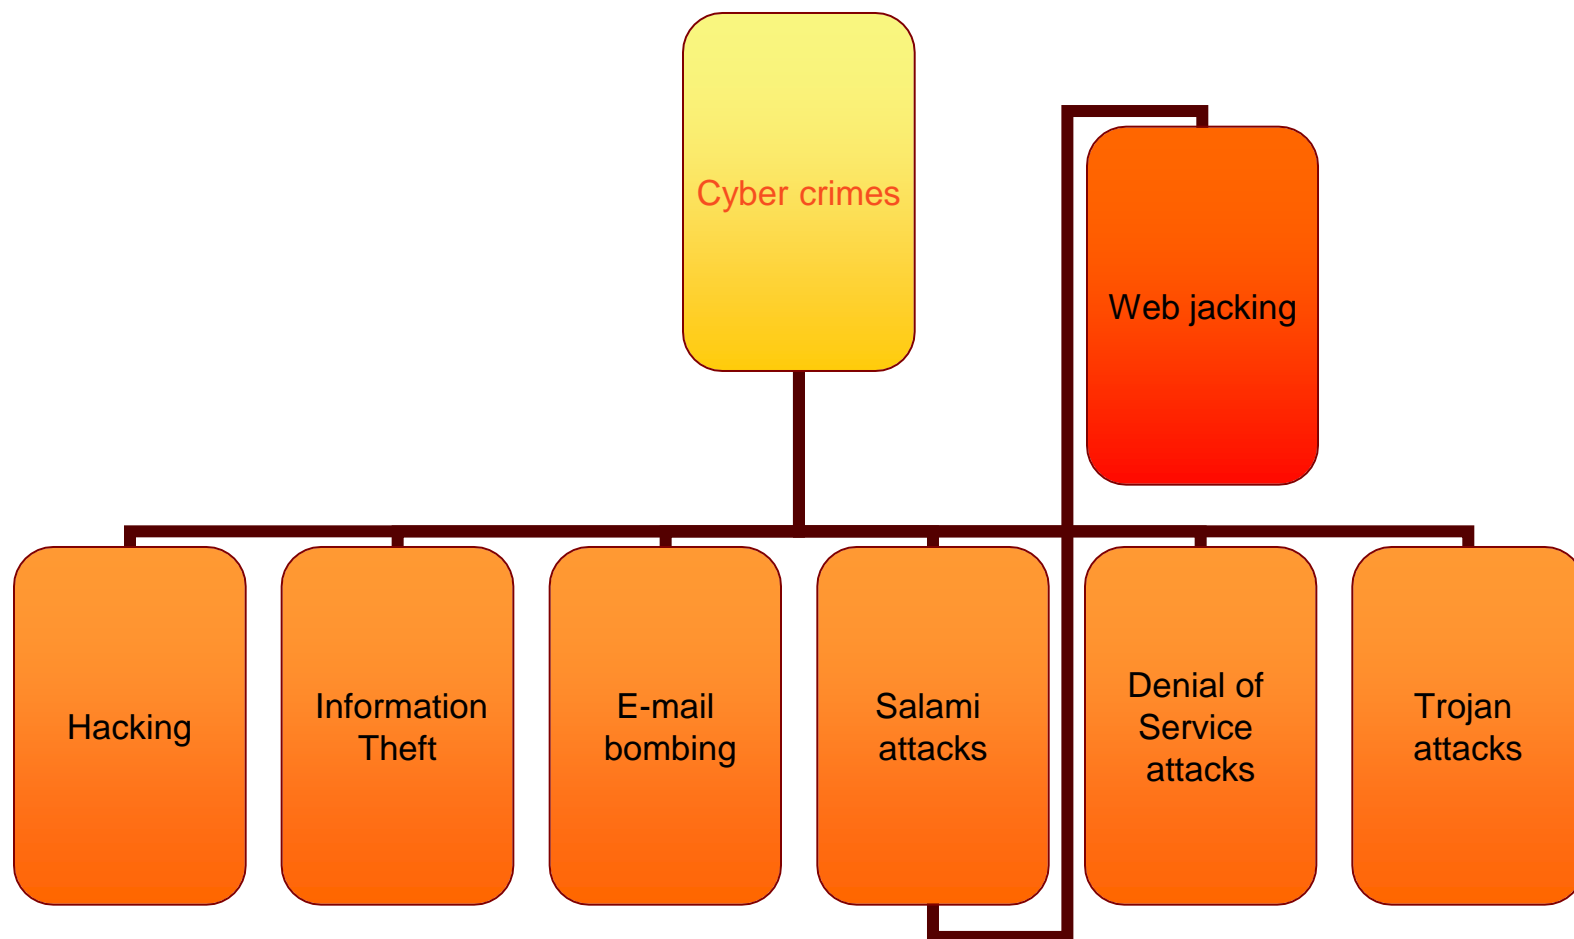 Cyber crimes
Web jacking
Hacking
Information
Theft
E-mail
bombing
Salami
attacks
Denial of
Service
attacks
Trojan
attacks